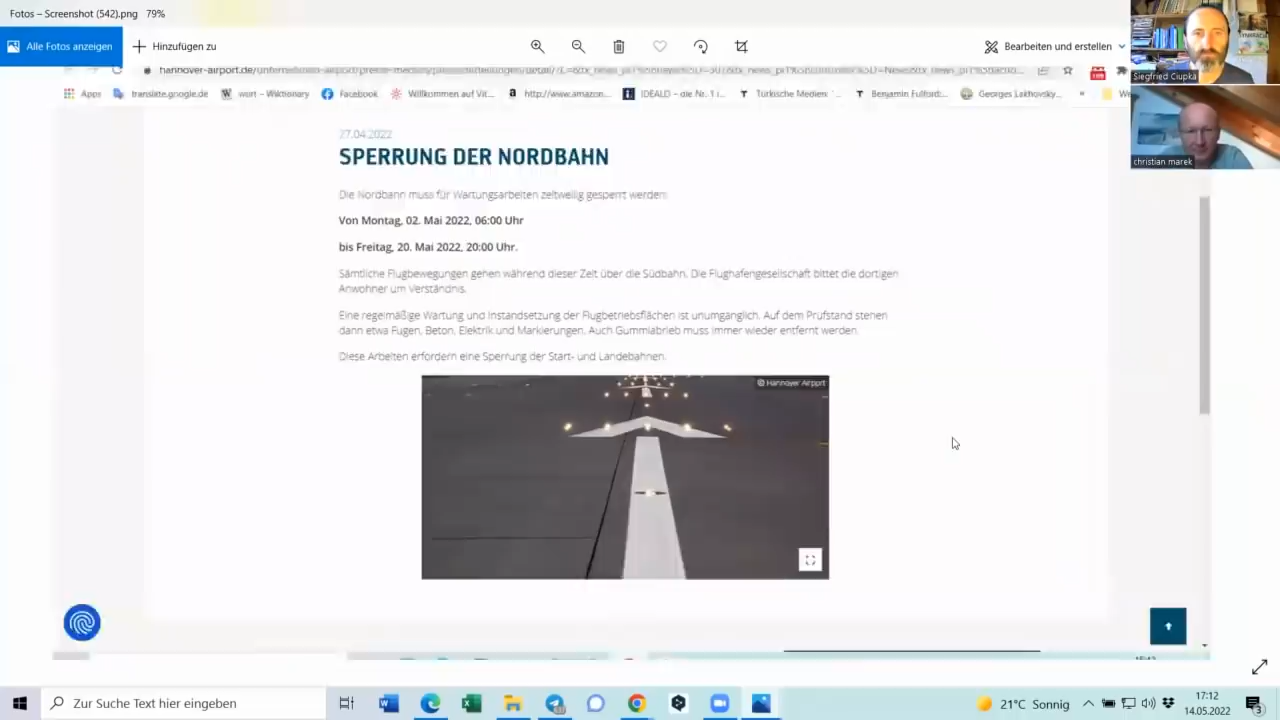 Fotos – Screenshot (542).png 79%
Alle Fotos anzeigen
Hinzufügen zu
Bearbeiten und erstellen
Siegfried Ciupka
christian marek
Apps
translate.google.de
wort – Wiktionary
Facebook
Willkommen auf Vit...
http://www.amazon...
IDEALO – die Nr. 1 i...
Türkische Medien: ...
Benjamin Fulford:...
Georges Lakhovsky...
»
27.04.2022
SPERRUNG DER NORDBAHN
Die Nordbahn muss für Wartungsarbeiten zeitweilig gesperrt werden:
Von Montag, 02. Mai 2022, 06:00 Uhr
bis Freitag, 20. Mai 2022, 20:00 Uhr.
Sämtliche Flugbewegungen gehen während dieser Zeit über die Südbahn. Die Flughafengesellschaft bittet die dortigen
Anwohner um Verständnis.
Eine regelmäßige Wartung und Instandsetzung der Flugbetriebsflächen ist unumgänglich. Auf dem Prüfstand stehen
dann etwa Fugen, Beton, Elektrik und Markierungen. Auch Gummiabrieb muss immer wieder entfernt werden.
Diese Arbeiten erfordern eine Sperrung der Start- und Landebahnen.
© Hannover Airport
Zur Suche Text hier eingeben
21°C Sonnig
17:12
14.05.2022
3